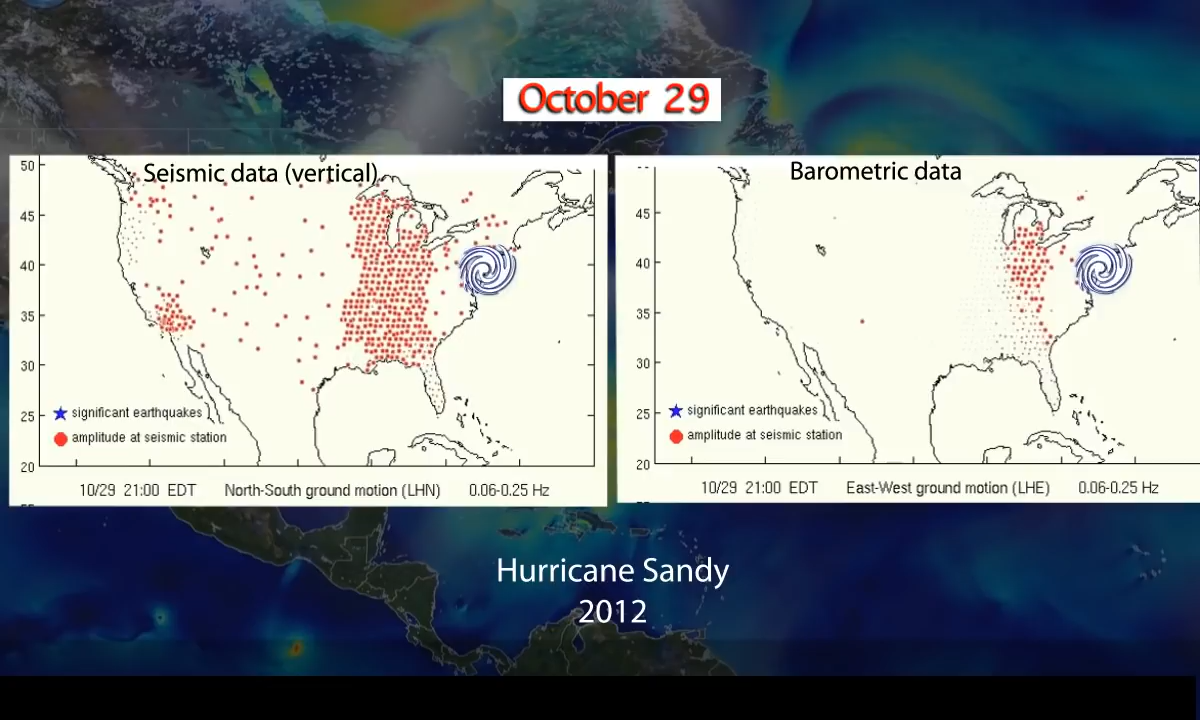 October 29
Seismic data (vertical)
50
45
40
35
30
25
20
significant earthquakes
amplitude at seismic station
10/29 21:00 EDT North-South ground motion (LHN) 0.06-0.25 Hz
Barometric data
45
40
35
30
25
20
significant earthquakes
amplitude at seismic station
10/29 21:00 EDT East-West ground motion (LHE) 0.06-0.25 Hz
Hurricane Sandy
2012